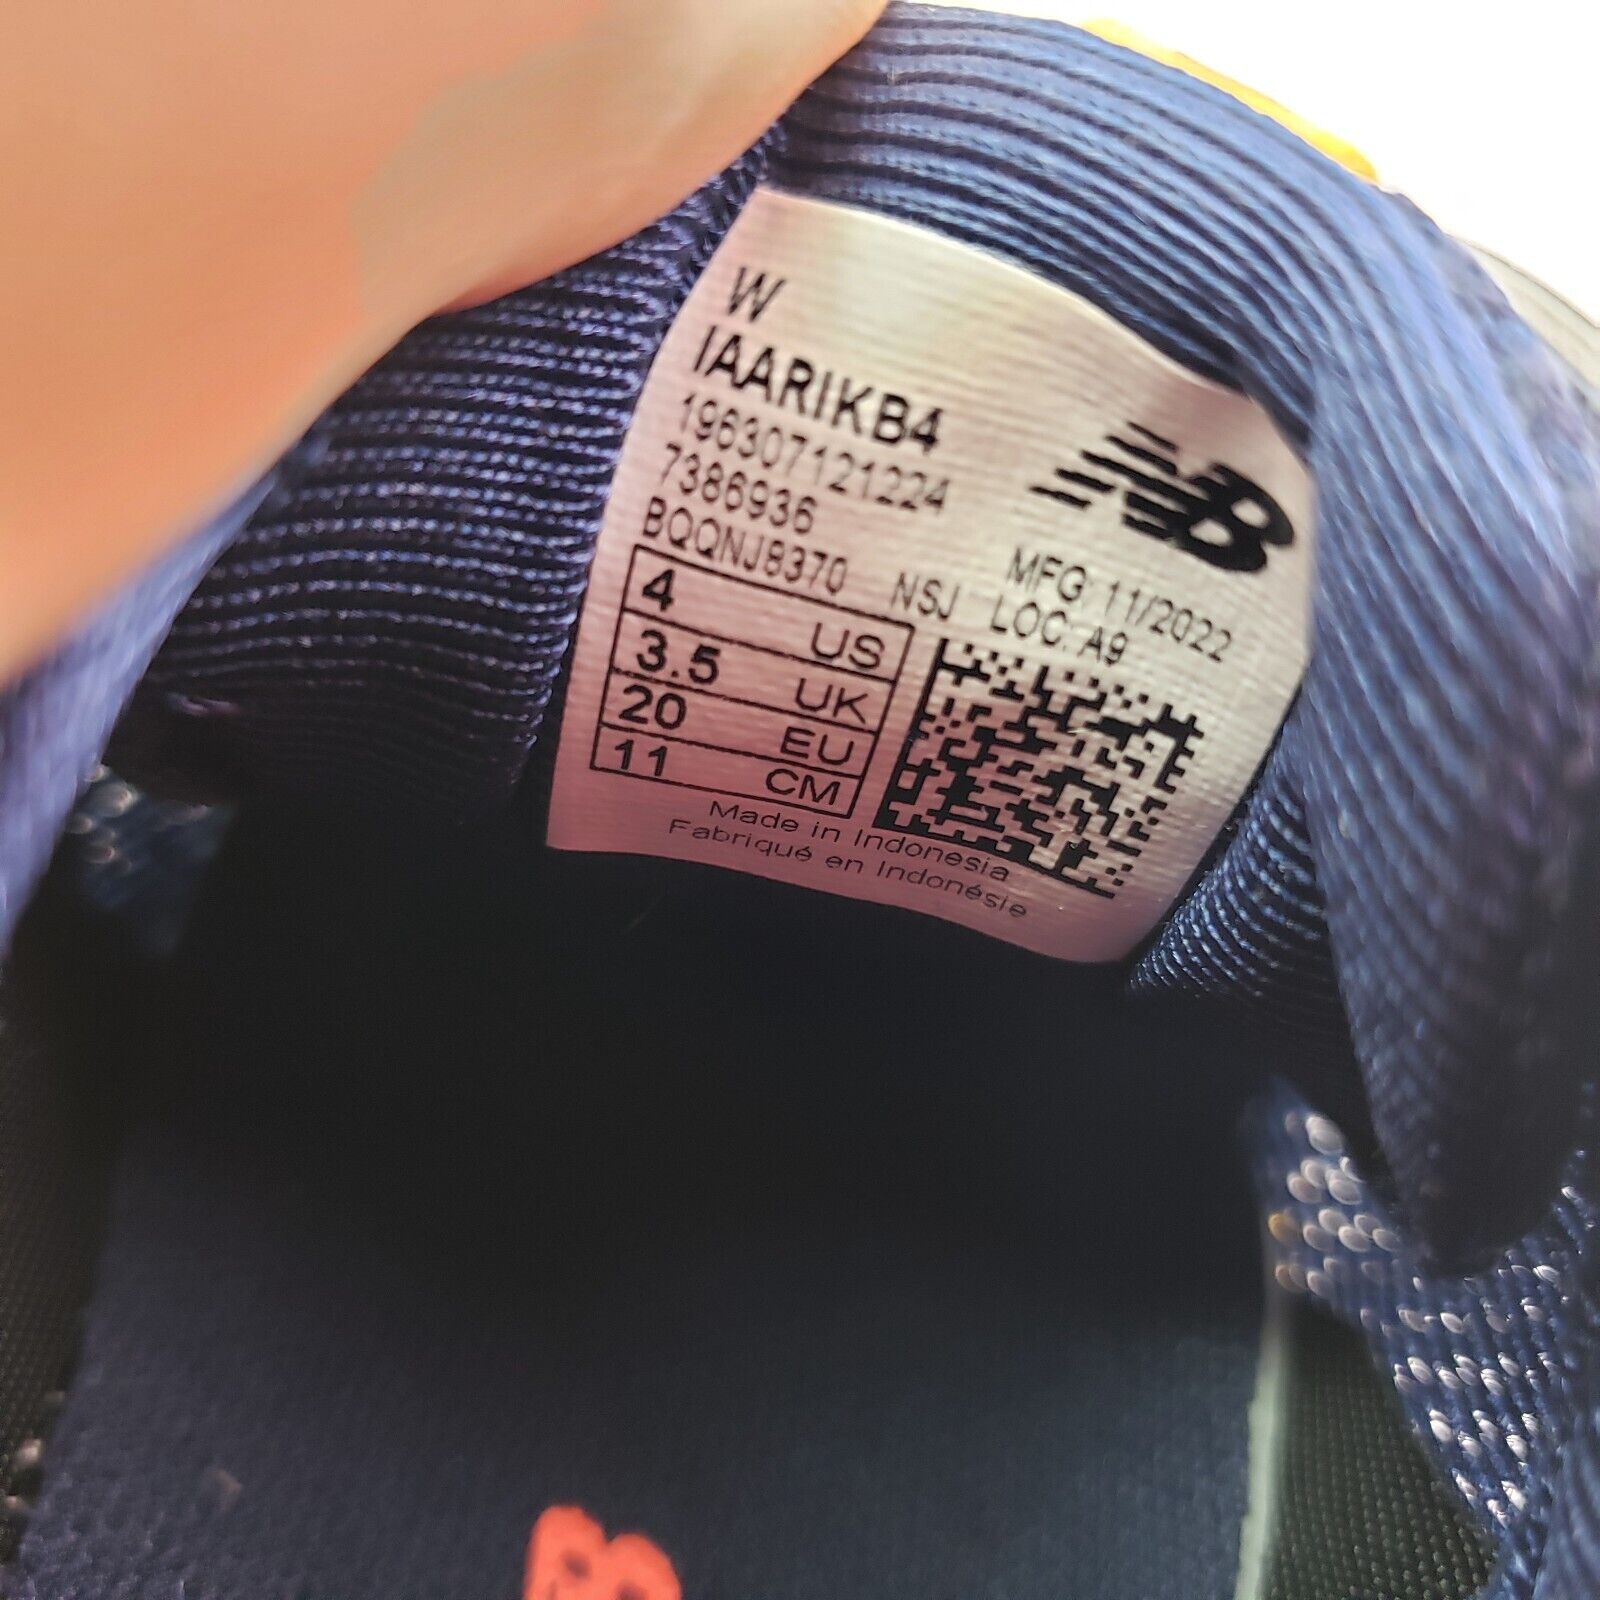 W
IAARIKB4
196307121224
7386936
BQQNJ8370 NSJ
NB
MFG: 11/2022
LOC: A9
4 US
3.5 UK
20 EU
11 CM
Made in Indonesia
Fabriqué en Indonésie